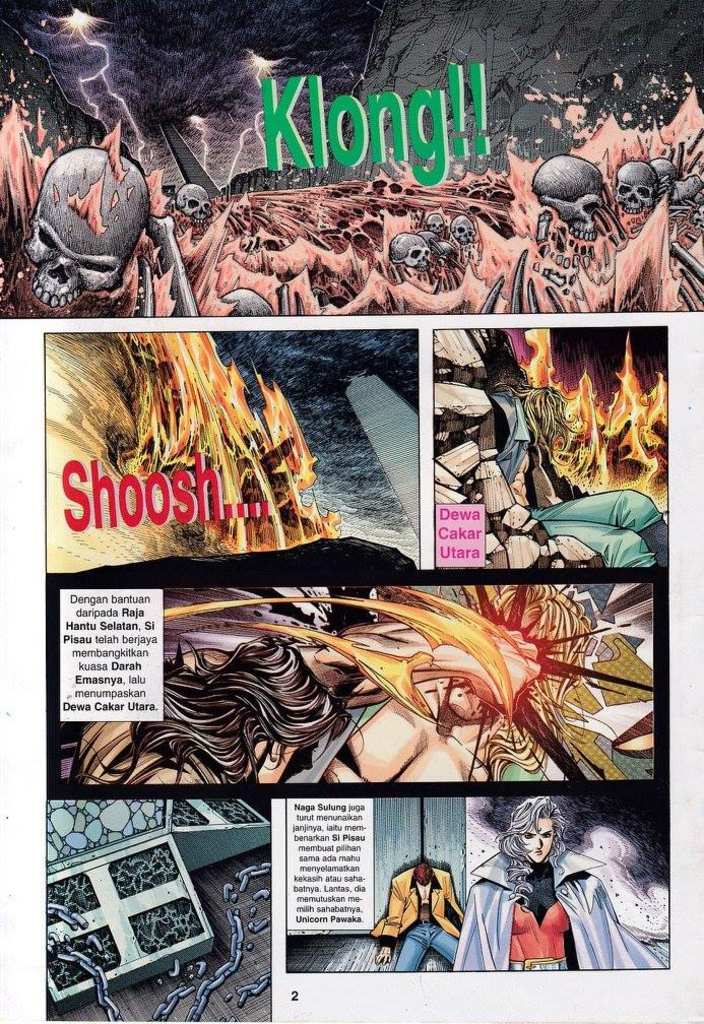 Klong!!
Shoosh....
Dewa
Cakar
Utara
Dengan bantuan
daripada Raja
Hantu Selatan, Si
Pisau telah berjaya
membangkitkan
kuasa Darah
Emasnya, lalu
menumpaskan
Dewa Cakar Utara.
Naga Sulung juga
turut menunaikan
janjinya, iaitu mem-
benarkan Si Pisau
membuat pilihan
sama ada mahu
menyelamatkan
kekasih atau saha-
batnya. Lantas, dia
memutuskan me-
milih sahabatnya,
Unicorn Pawaka.
2